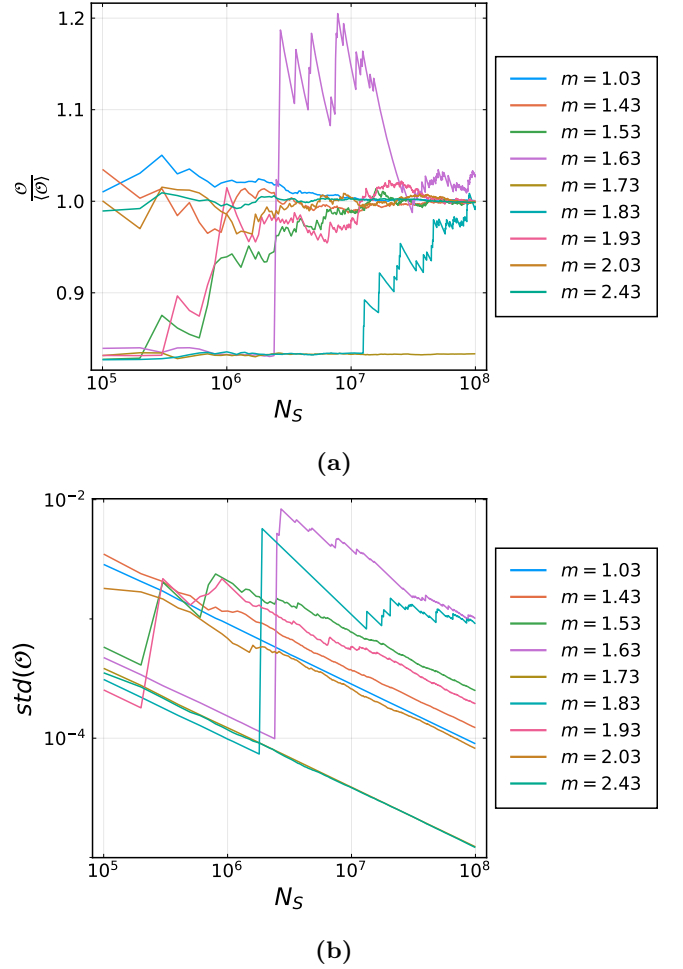 1.2
1.1
1.0
0.9
𝒪
⟨𝒪⟩
10^5
10^6
10^7
10^8
N_S
m = 1.03
m = 1.43
m = 1.53
m = 1.63
m = 1.73
m = 1.83
m = 1.93
m = 2.03
m = 2.43
(a)
10^-2
10^-4
std(𝒪)
10^5
10^6
10^7
10^8
N_S
m = 1.03
m = 1.43
m = 1.53
m = 1.63
m = 1.73
m = 1.83
m = 1.93
m = 2.03
m = 2.43
(b)